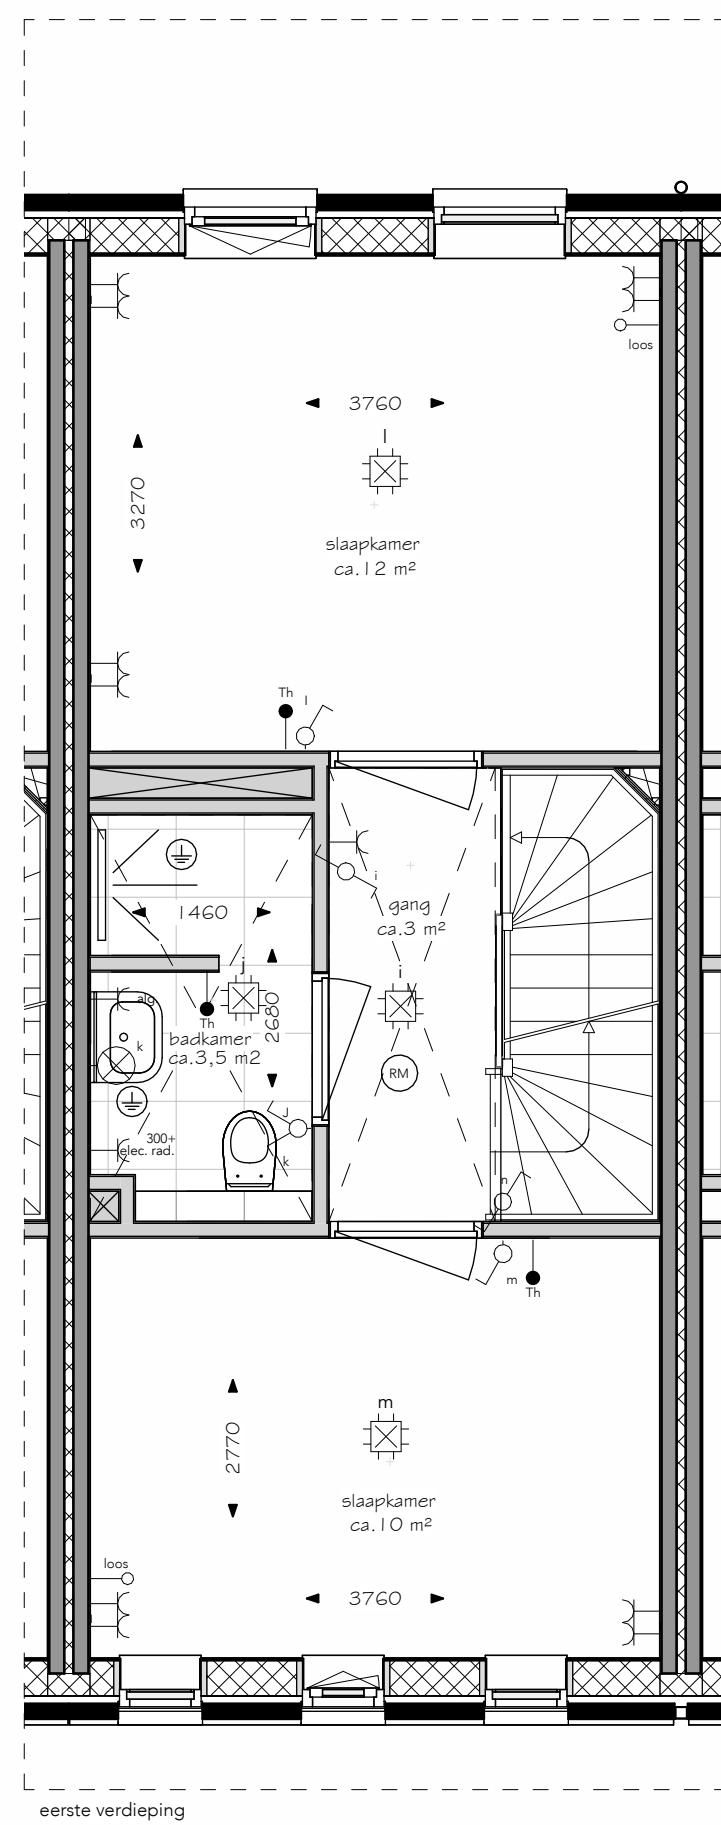 loos
3760
l
3270
slaapkamer
ca.12 m²
Th
l
i
gang
ca.3 m²
1460
j
i
alg
Th
2680
k
badkamer
ca.3,5 m2
RM
J
300+
elec. rad.
k
n
m
Th
m
2770
slaapkamer
ca.10 m²
loos
3760
eerste verdieping